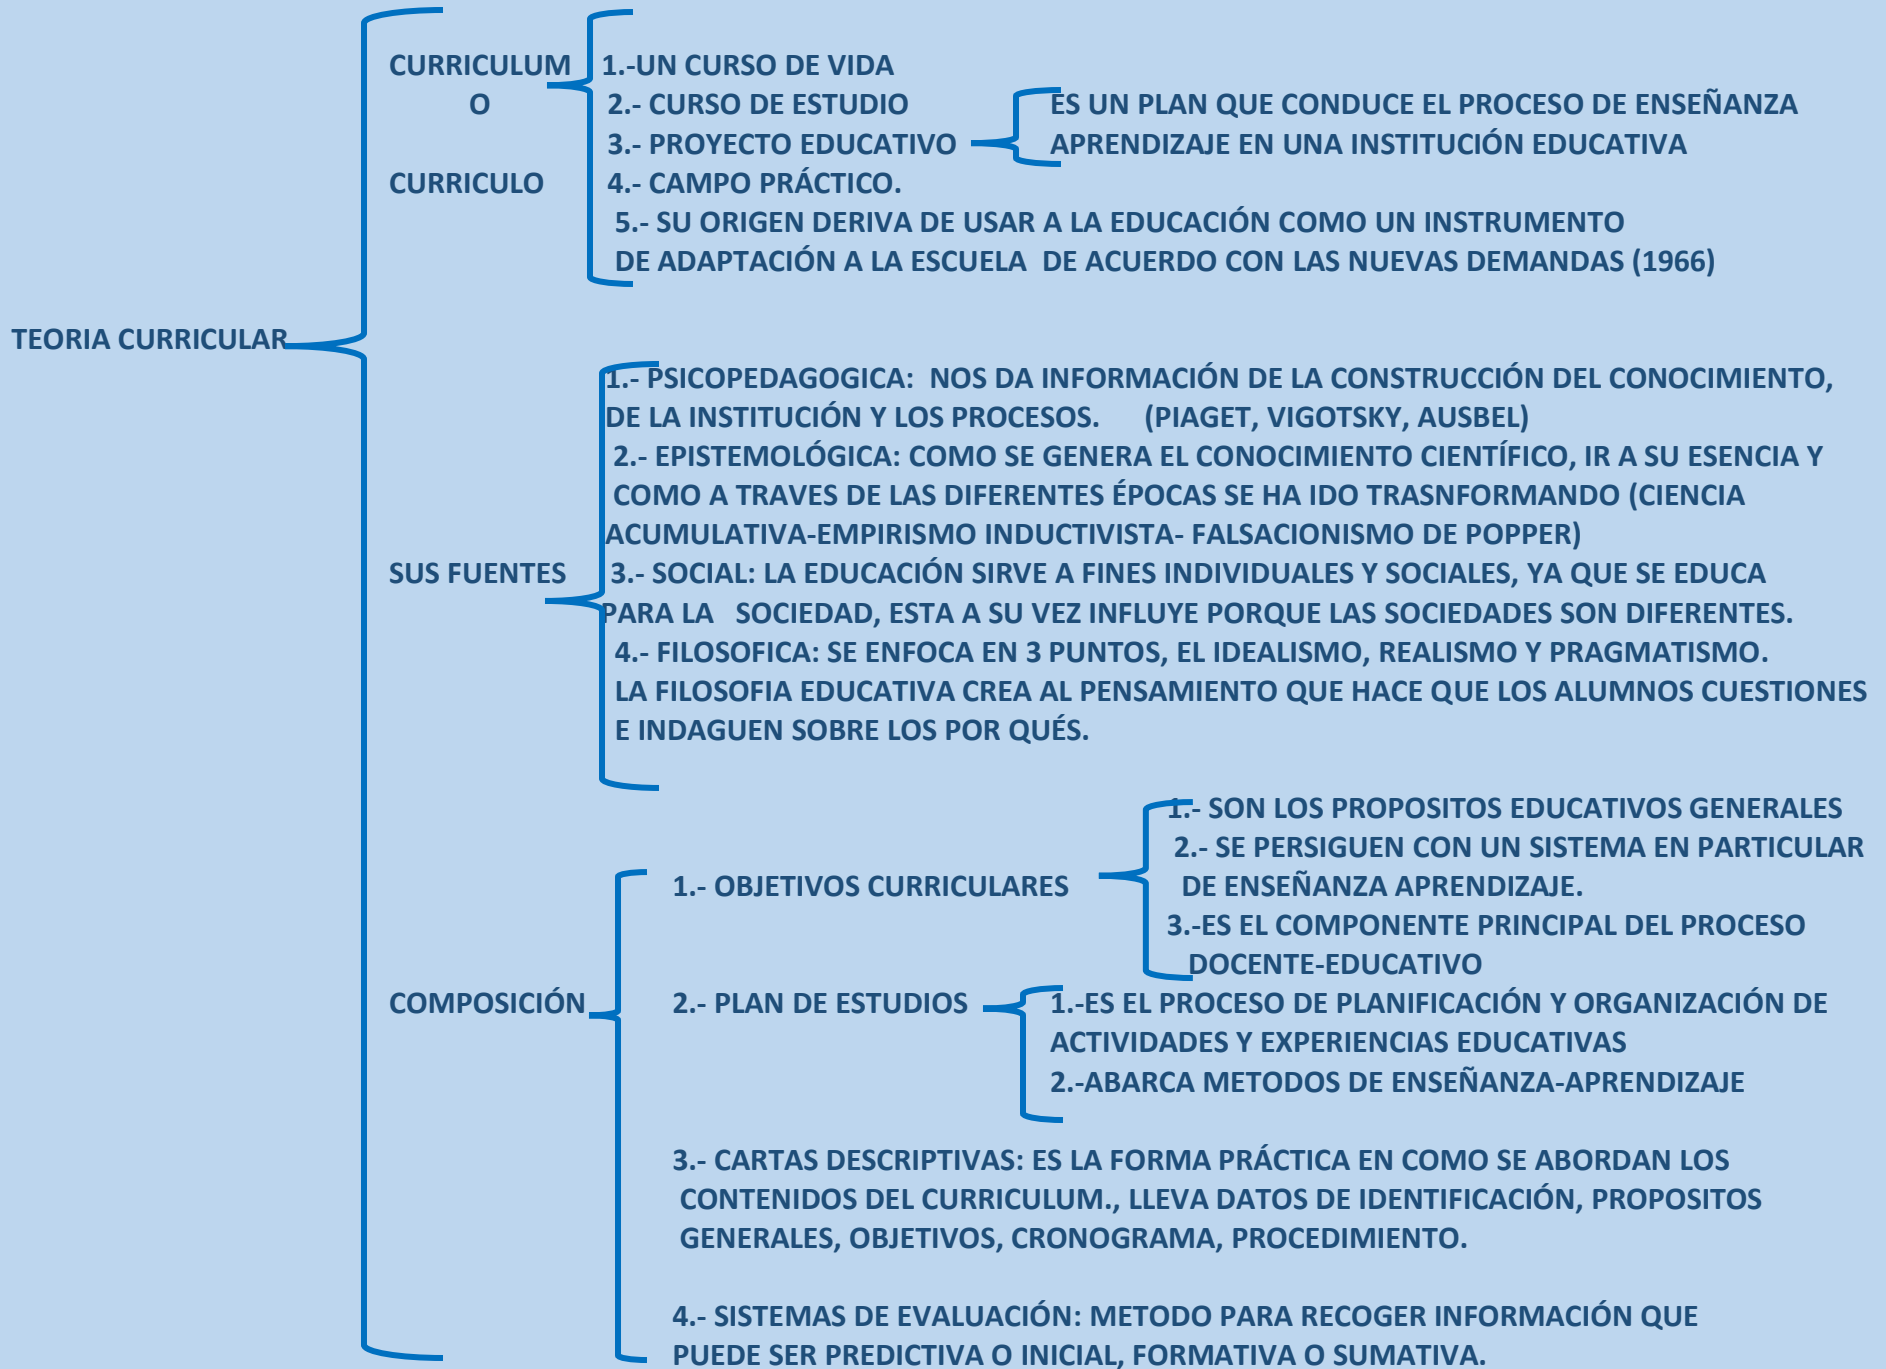 TEORIA CURRICULAR
CURRICULUM
O
CURRICULO
1.-UN CURSO DE VIDA
2.- CURSO DE ESTUDIO
3.- PROYECTO EDUCATIVO
ES UN PLAN QUE CONDUCE EL PROCESO DE ENSEÑANZA
APRENDIZAJE EN UNA INSTITUCIÓN EDUCATIVA
4.- CAMPO PRÁCTICO.
5.- SU ORIGEN DERIVA DE USAR A LA EDUCACIÓN COMO UN INSTRUMENTO
DE ADAPTACIÓN A LA ESCUELA DE ACUERDO CON LAS NUEVAS DEMANDAS (1966)
SUS FUENTES
1.- PSICOPEDAGOGICA: NOS DA INFORMACIÓN DE LA CONSTRUCCIÓN DEL CONOCIMIENTO,
DE LA INSTITUCIÓN Y LOS PROCESOS. (PIAGET, VIGOTSKY, AUSBEL)
2.- EPISTEMOLÓGICA: COMO SE GENERA EL CONOCIMIENTO CIENTÍFICO, IR A SU ESENCIA Y
COMO A TRAVES DE LAS DIFERENTES ÉPOCAS SE HA IDO TRASNFORMANDO (CIENCIA
ACUMULATIVA-EMPIRISMO INDUCTIVISTA- FALSACIONISMO DE POPPER)
3.- SOCIAL: LA EDUCACIÓN SIRVE A FINES INDIVIDUALES Y SOCIALES, YA QUE SE EDUCA
PARA LA SOCIEDAD, ESTA A SU VEZ INFLUYE PORQUE LAS SOCIEDADES SON DIFERENTES.
4.- FILOSOFICA: SE ENFOCA EN 3 PUNTOS, EL IDEALISMO, REALISMO Y PRAGMATISMO.
LA FILOSOFIA EDUCATIVA CREA AL PENSAMIENTO QUE HACE QUE LOS ALUMNOS CUESTIONES
E INDAGUEN SOBRE LOS POR QUÉS.
COMPOSICIÓN
1.- OBJETIVOS CURRICULARES
1.- SON LOS PROPOSITOS EDUCATIVOS GENERALES
2.- SE PERSIGUEN CON UN SISTEMA EN PARTICULAR
DE ENSEÑANZA APRENDIZAJE.
3.-ES EL COMPONENTE PRINCIPAL DEL PROCESO
DOCENTE-EDUCATIVO
2.- PLAN DE ESTUDIOS
1.-ES EL PROCESO DE PLANIFICACIÓN Y ORGANIZACIÓN DE
ACTIVIDADES Y EXPERIENCIAS EDUCATIVAS
2.-ABARCA METODOS DE ENSEÑANZA-APRENDIZAJE
3.- CARTAS DESCRIPTIVAS: ES LA FORMA PRÁCTICA EN COMO SE ABORDAN LOS
CONTENIDOS DEL CURRICULUM., LLEVA DATOS DE IDENTIFICACIÓN, PROPOSITOS
GENERALES, OBJETIVOS, CRONOGRAMA, PROCEDIMIENTO.
4.- SISTEMAS DE EVALUACIÓN: METODO PARA RECOGER INFORMACIÓN QUE
PUEDE SER PREDICTIVA O INICIAL, FORMATIVA O SUMATIVA.